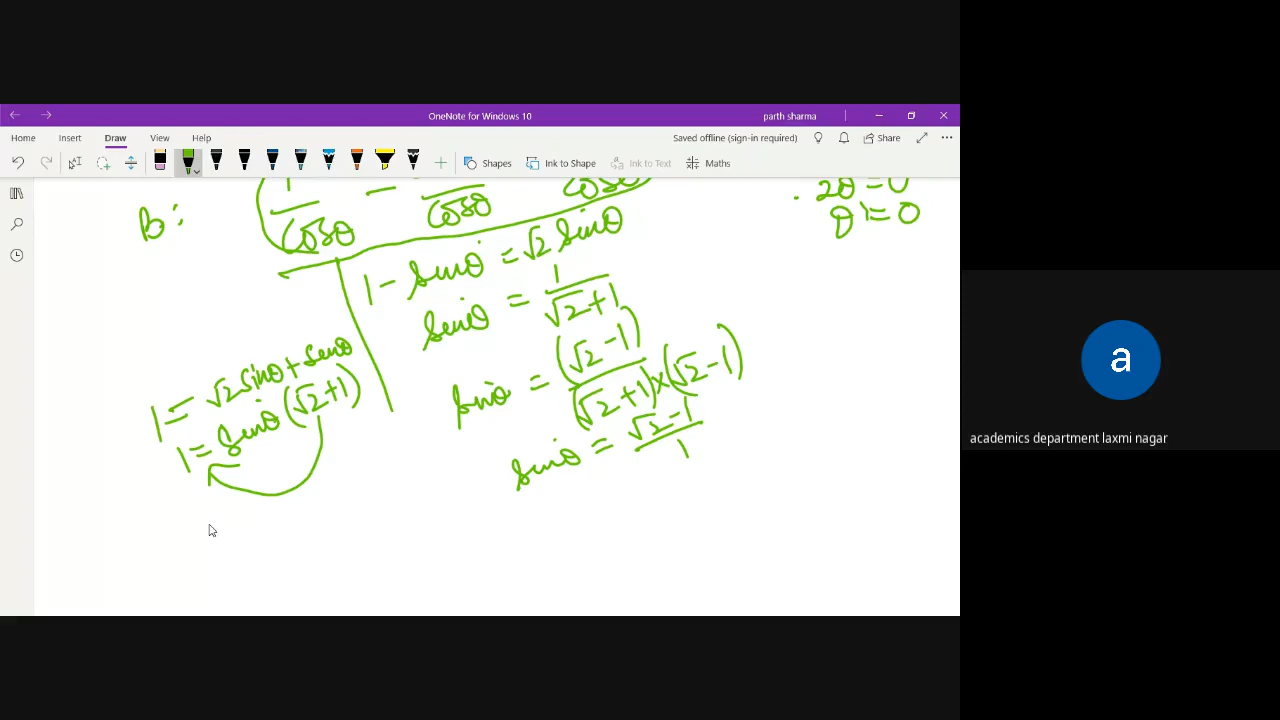 OneNote for Windows 10
parth sharma
Home Insert Draw View Help
Saved offline (sign-in required) Share
Shapes Ink to Shape Ink to Text Maths
2θ = 0
θ = 0
B:
1/cosθ - /cosθ cosθ
1 - sinθ = √2 sinθ
sinθ = 1/(√2+1)
sinθ = (√2-1)/(√2+1)×(√2-1)
sinθ = √2-1/1
1 = √2 sinθ + sinθ
1 = sinθ (√2+1)
a
academics department laxmi nagar